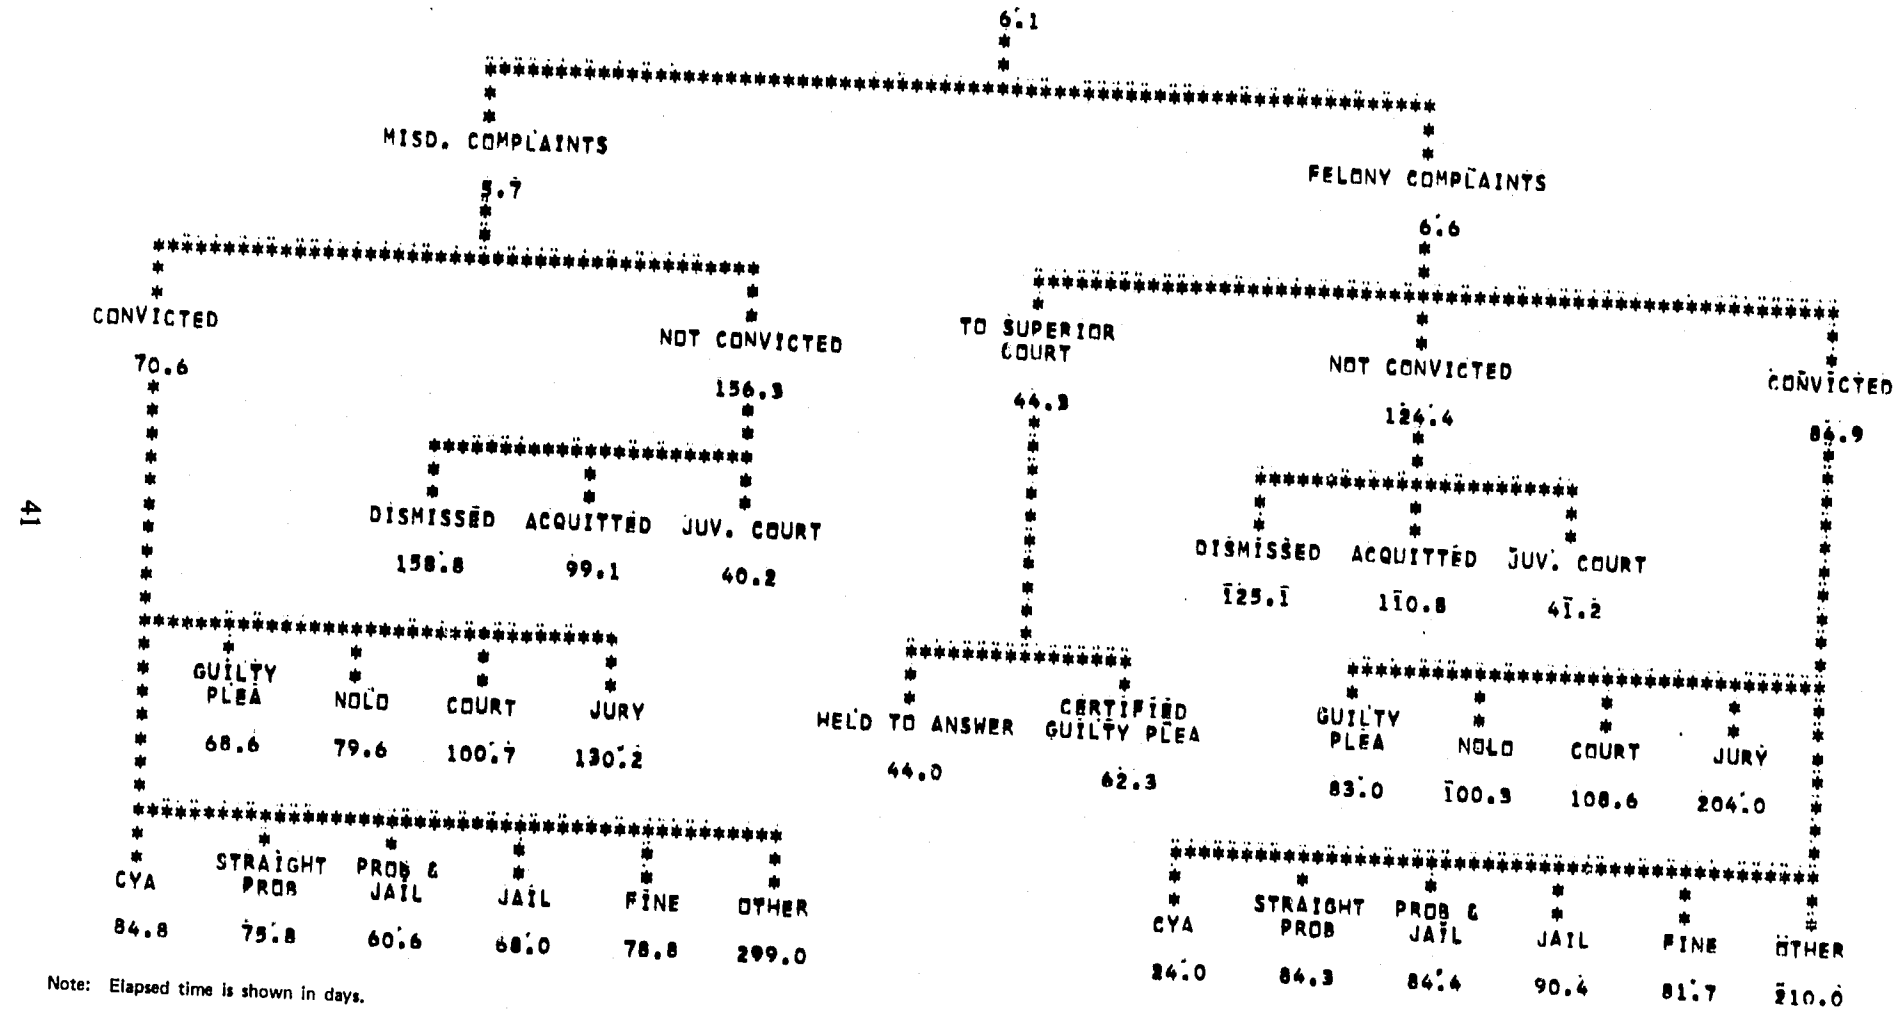 6.1
MISD. COMPLAINTS
5.7
FELONY COMPLAINTS
6.6
CONVICTED
70.6
NOT CONVICTED
156.3
TO SUPERIOR
COURT
44.3
NOT CONVICTED
124.4
CONVICTED
84.9
DISMISSED ACQUITTED JUV. COURT
158.8 99.1 40.2
DISMISSED ACQUITTED JUV. COURT
125.1 110.8 41.2
41
GUILTY
PLEA NOLO COURT JURY
68.6 79.6 100.7 130.2
HELD TO ANSWER
44.0
CERTIFIED
GUILTY PLEA
62.3
GUILTY
PLEA NOLO COURT JURY
83.0 100.3 108.6 204.0
CYA STRAIGHT PROB PROB & JAIL JAIL FINE OTHER
84.8 75.8 60.6 68.0 78.8 299.0
CYA STRAIGHT PROB PROB & JAIL JAIL FINE OTHER
24.0 84.3 84.4 90.4 81.7 210.0
Note: Elapsed time is shown in days.